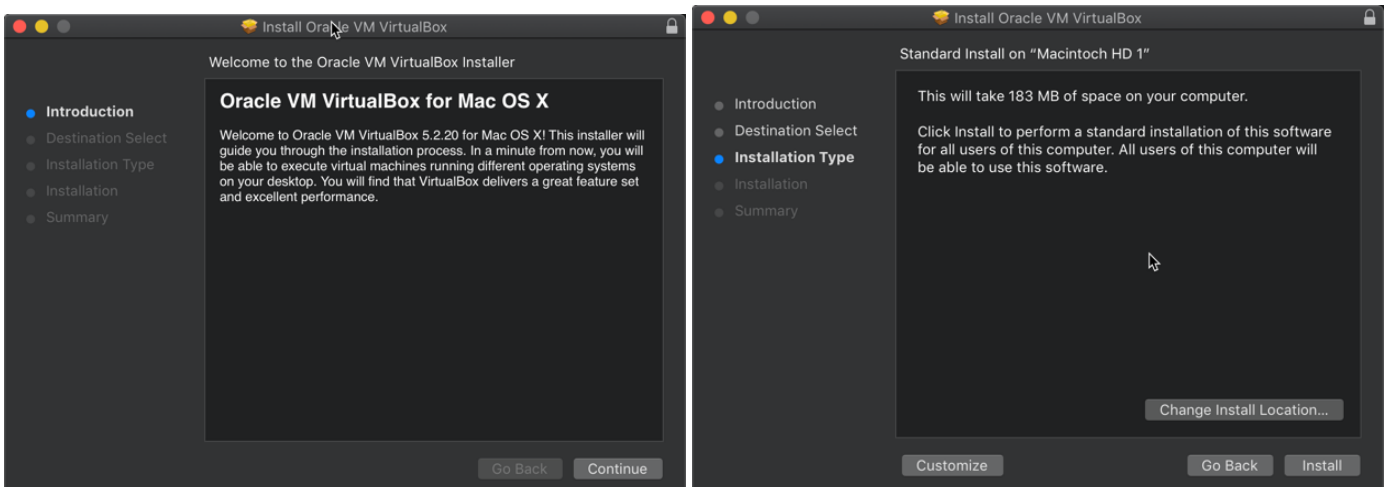 Install Oracle VM VirtualBox
Welcome to the Oracle VM VirtualBox Installer
Introduction
Destination Select
Installation Type
Installation
Summary
Oracle VM VirtualBox for Mac OS X
Welcome to Oracle VM VirtualBox 5.2.20 for Mac OS X! This installer will
guide you through the installation process. In a minute from now, you will
be able to execute virtual machines running different operating systems
on your desktop. You will find that VirtualBox delivers a great feature set
and excellent performance.
Go Back
Continue
Install Oracle VM VirtualBox
Standard Install on “Macintoch HD 1”
Introduction
Destination Select
Installation Type
Installation
Summary
This will take 183 MB of space on your computer.
Click Install to perform a standard installation of this software
for all users of this computer. All users of this computer will
be able to use this software.
Change Install Location...
Customize
Go Back
Install